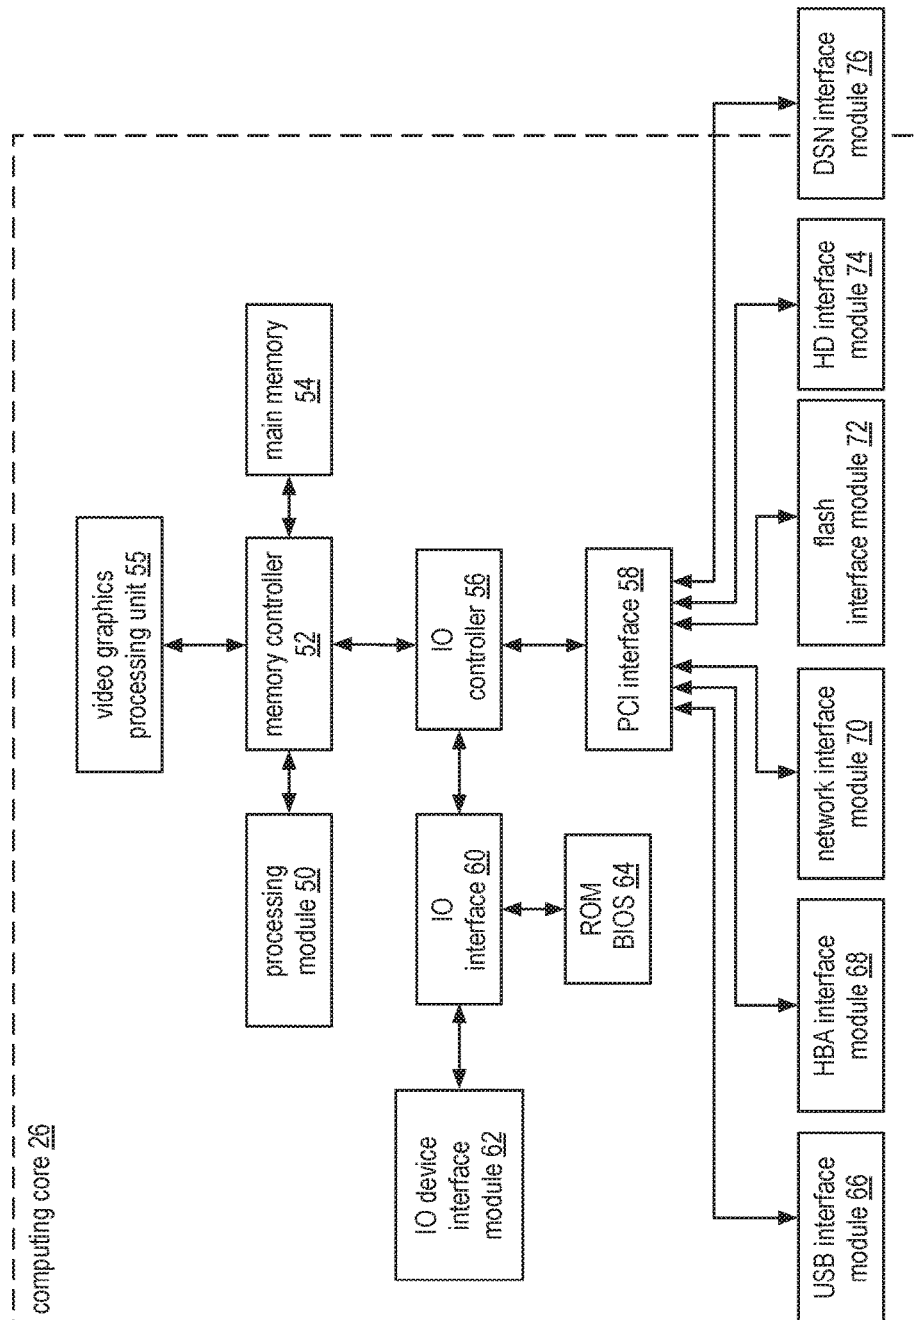 computing core 26
video graphics
processing unit 55
processing
module 50
memory controller
52
main memory
54
IO device
interface
module 62
IO
interface 60
IO
controller 56
ROM
BIOS 64
PCI interface 58
USB interface
module 66
HBA interface
module 68
network interface
module 70
flash
interface module 72
HD interface
module 74
DSN interface
module 76